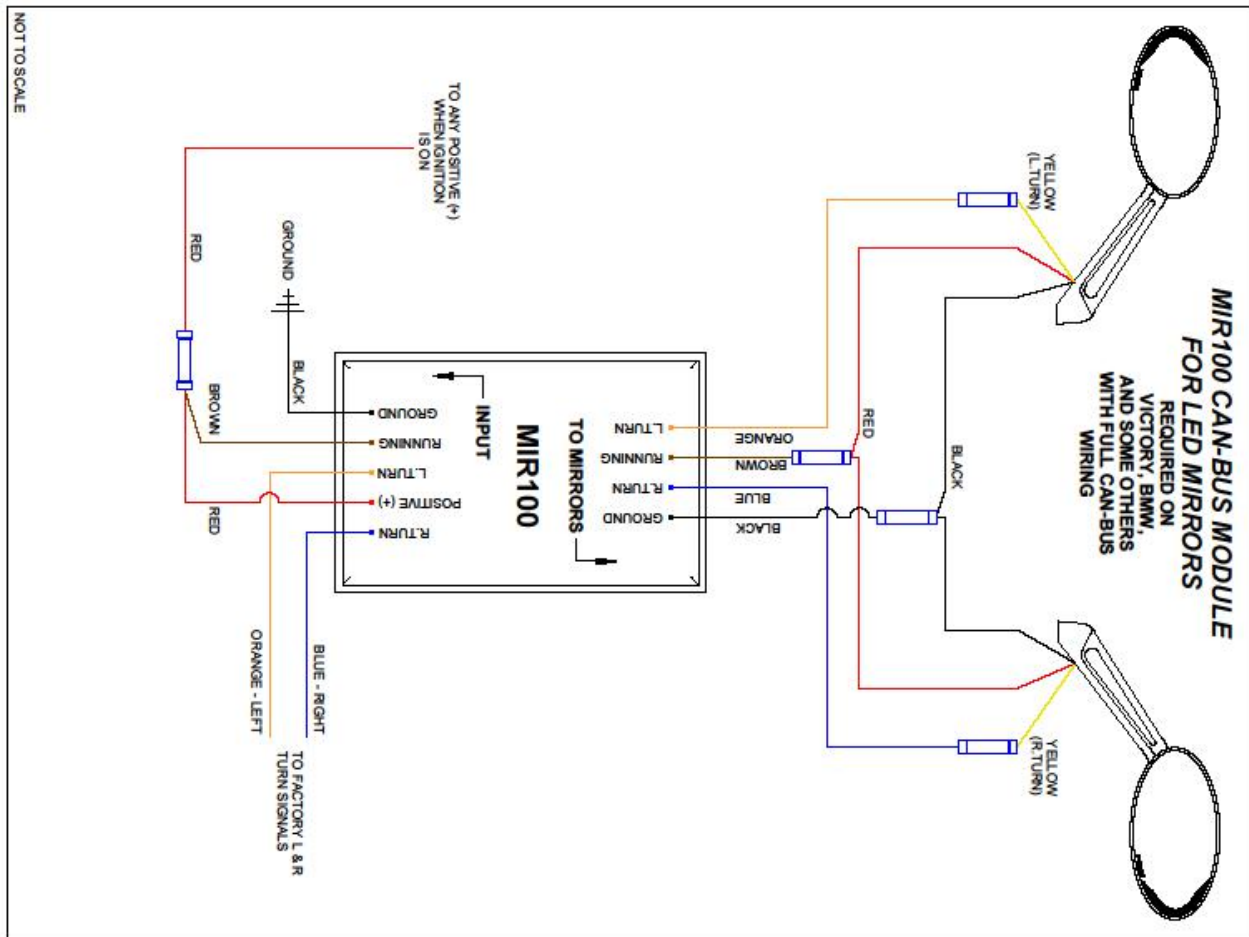 MIR100 CAN-BUS MODULE
FOR LED MIRRORS
REQUIRED ON
VICTORY, BMW,
AND SOME OTHERS
WITH FULL CAN-BUS
WIRING
YELLOW
(L.TURN)
YELLOW
(R.TURN)
BLACK
RED
ORANGE
BROWN
BLUE
BLACK
L.TURN
RUNNING
R.TURN
GROUND
TO MIRRORS
MIR100
INPUT
GROUND
RUNNING
L.TURN
POSITIVE (+)
R.TURN
TO ANY POSITIVE (+)
WHEN IGNITION
IS ON
GROUND
BLACK
RED
BROWN
RED
BLUE - RIGHT
ORANGE - LEFT
TO FACTORY L & R
TURN SIGNALS
NOT TO SCALE